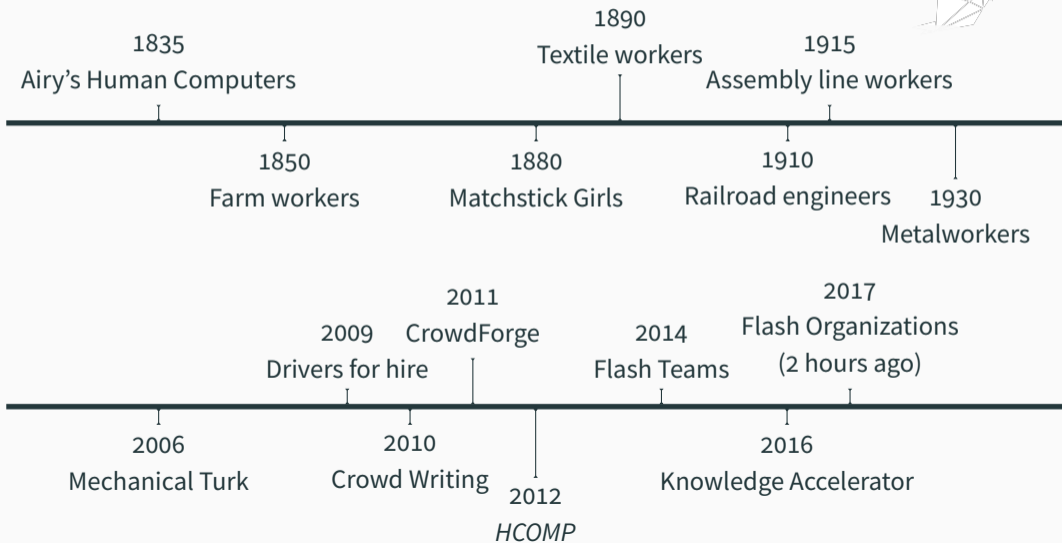 1835
Airy’s Human Computers
1890
Textile workers
1915
Assembly line workers
1850
Farm workers
1880
Matchstick Girls
1910
Railroad engineers
1930
Metalworkers
2006
Mechanical Turk
2009
Drivers for hire
2010
Crowd Writing
2011
CrowdForge
2012
HCOMP
2014
Flash Teams
2016
Knowledge Accelerator
2017
Flash Organizations
(2 hours ago)